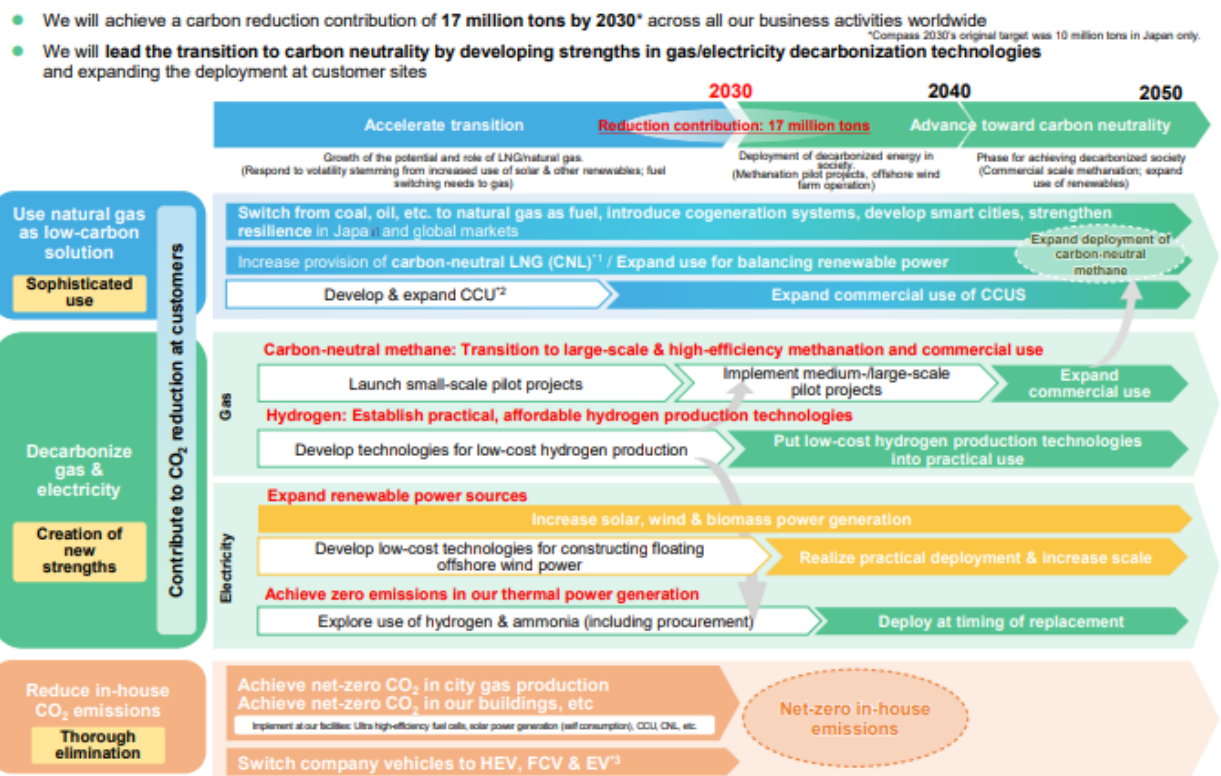 We will achieve a carbon reduction contribution of 17 million tons by 2030* across all our business activities worldwide
*Compass 2030's original target was 10 million tons in Japan only.
We will lead the transition to carbon neutrality by developing strengths in gas/electricity decarbonization technologies
and expanding the deployment at customer sites
2030
2040
2050
Accelerate transition
Reduction contribution: 17 million tons
Advance toward carbon neutrality
Growth of the potential and role of LNG/natural gas.
(Respond to volatility stemming from increased use of solar & other renewables; fuel
switching needs to gas)
Deployment of decarbonized energy in
society.
(Methanation pilot projects, offshore wind
farm operation)
Phase for achieving decarbonized society
(Commercial scale methanation; expand
use of renewables)
Use natural gas
as low-carbon
solution
Sophisticated
use
Contribute to CO2 reduction at customers
Switch from coal, oil, etc. to natural gas as fuel, introduce cogeneration systems, develop smart cities, strengthen
resilience in Japan and global markets
Increase provision of carbon-neutral LNG (CNL)*1 / Expand use for balancing renewable power
Expand deployment of
carbon-neutral
methane
Develop & expand CCU*2
Expand commercial use of CCUS
Decarbonize
gas &
electricity
Creation of
new
strengths
Gas
Carbon-neutral methane: Transition to large-scale & high-efficiency methanation and commercial use
Launch small-scale pilot projects
Implement medium-/large-scale
pilot projects
Expand
commercial use
Hydrogen: Establish practical, affordable hydrogen production technologies
Develop technologies for low-cost hydrogen production
Put low-cost hydrogen production technologies
into practical use
Electricity
Expand renewable power sources
Increase solar, wind & biomass power generation
Develop low-cost technologies for constructing floating
offshore wind power
Realize practical deployment & increase scale
Achieve zero emissions in our thermal power generation
Explore use of hydrogen & ammonia (including procurement)
Deploy at timing of replacement
Reduce in-house
CO2 emissions
Thorough
elimination
Achieve net-zero CO2 in city gas production
Achieve net-zero CO2 in our buildings, etc
Implement at our facilities: Ultra high-efficiency fuel cells, solar power generation (self consumption), CCU, CNL, etc.
Net-zero in-house
emissions
Switch company vehicles to HEV, FCV & EV*3